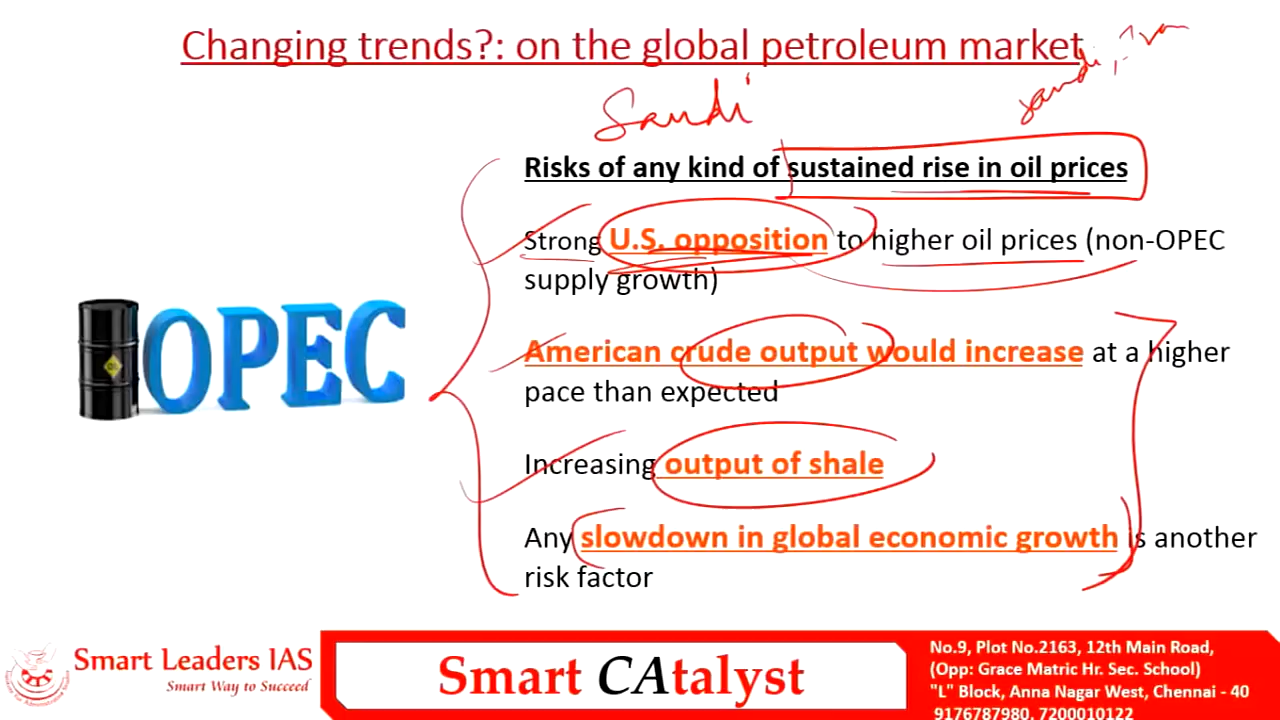 Changing trends?: on the global petroleum market
saudi, Iran
Saudi
Risks of any kind of sustained rise in oil prices
Strong U.S. opposition to higher oil prices (non-OPEC
supply growth)
OIL
OPEC
American crude output would increase at a higher
pace than expected
Increasing output of shale
Any slowdown in global economic growth is another
risk factor
Smart Leaders IAS
Smart Way to Succeed
Smart CAtalyst
No.9, Plot No.2163, 12th Main Road,
(Opp: Grace Matric Hr. Sec. School)
"L" Block, Anna Nagar West, Chennai - 40
9176787980, 7200010122